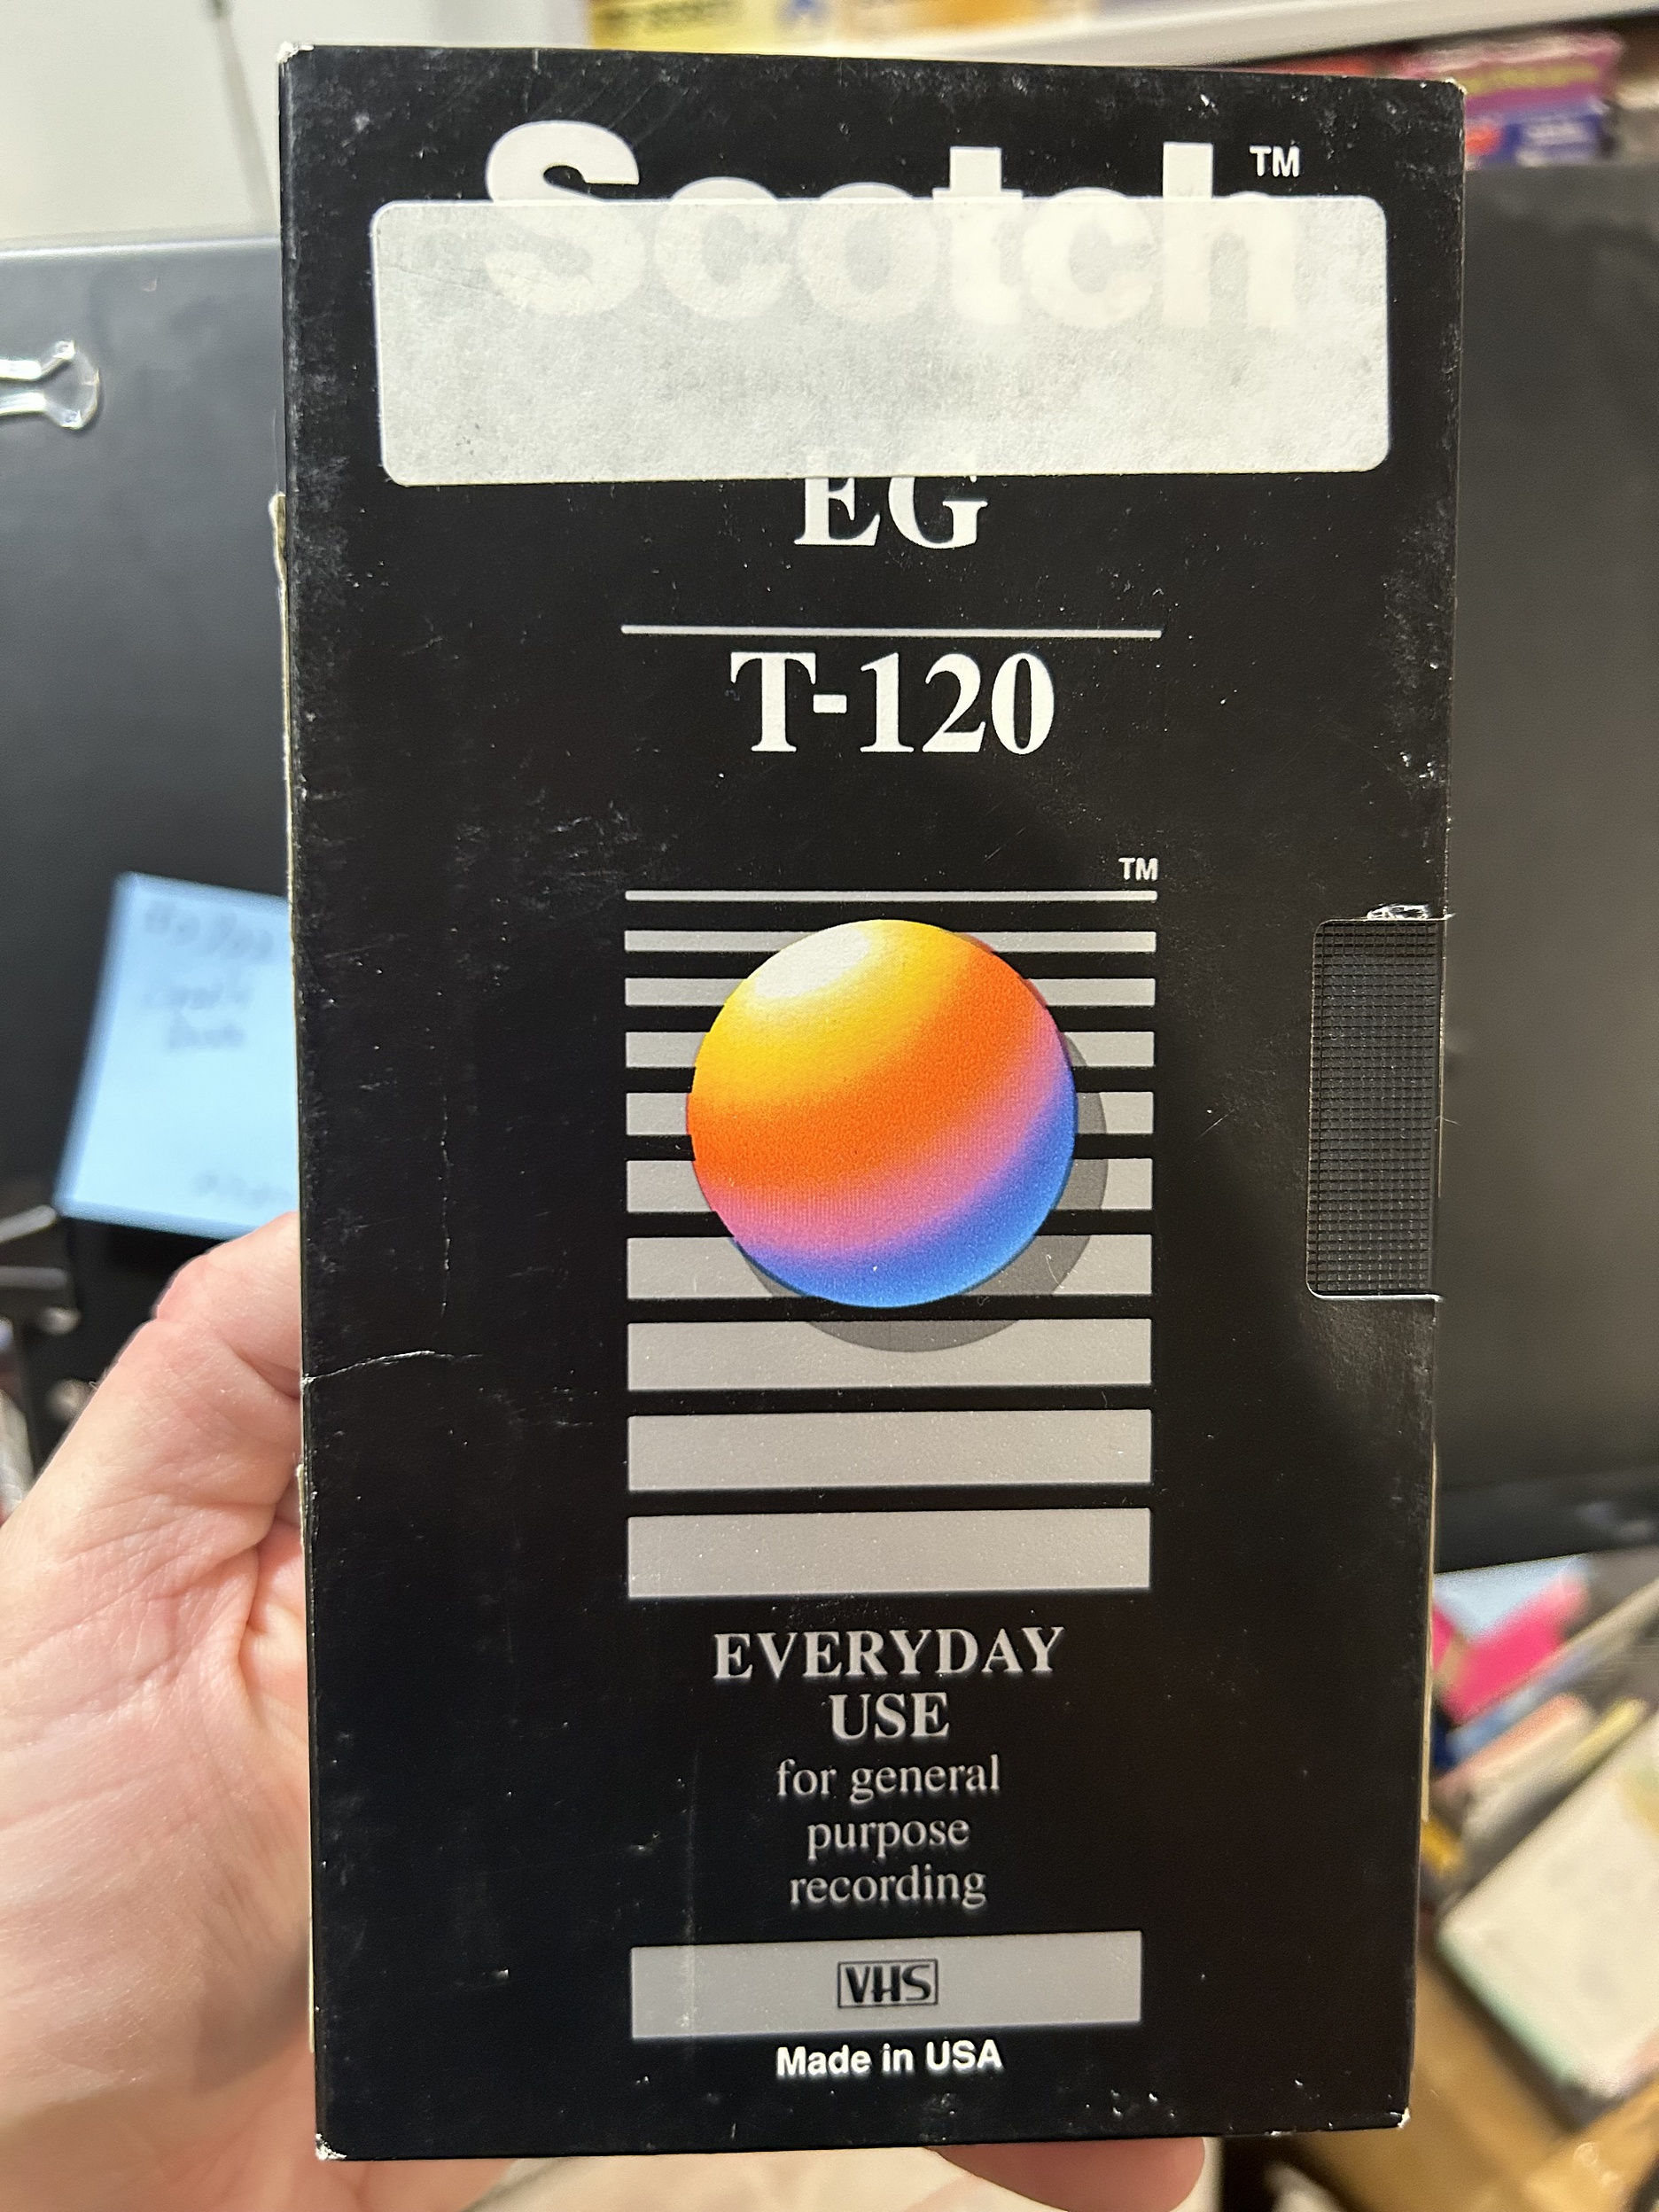 Scotch™
EG
T-120
TM
EVERYDAY
USE
for general
purpose
recording
VHS
Made in USA